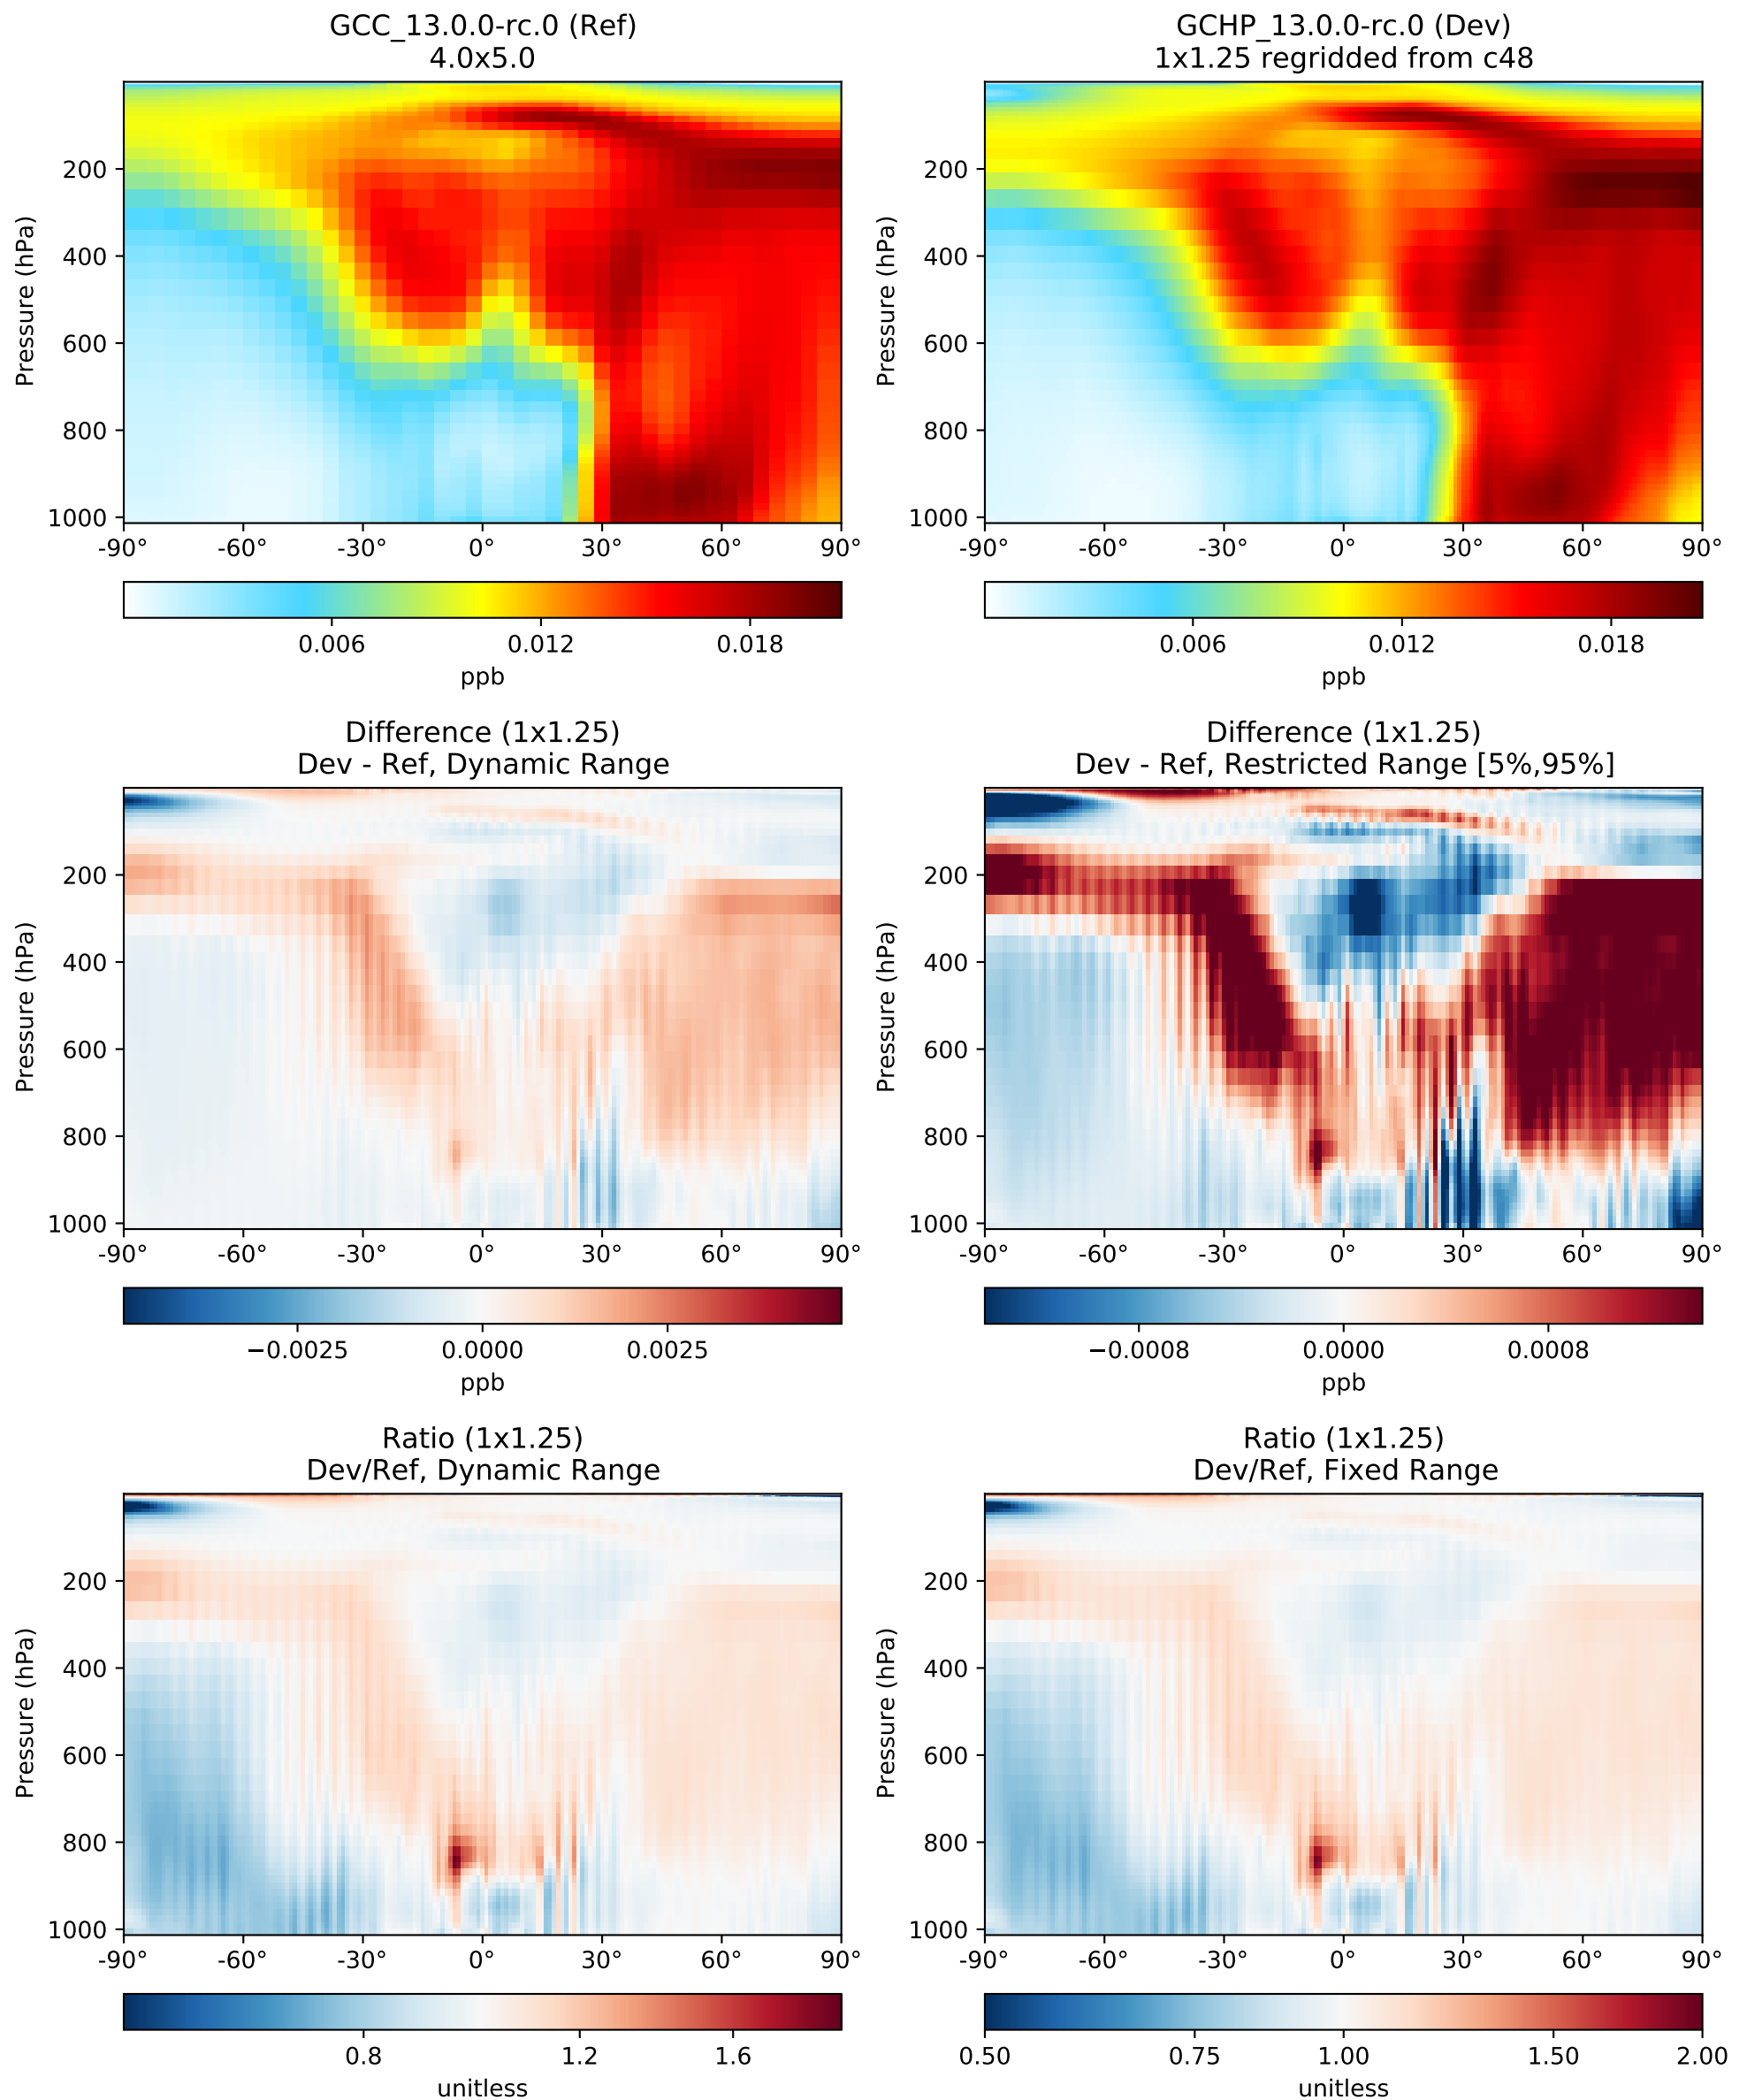 GCC_13.0.0-rc.0 (Ref)
4.0x5.0
Pressure (hPa)
200
400
600
800
1000
-90° -60° -30° 0° 30° 60° 90°
0.006 0.012 0.018
ppb
GCHP_13.0.0-rc.0 (Dev)
1x1.25 regridded from c48
Pressure (hPa)
200
400
600
800
1000
-90° -60° -30° 0° 30° 60° 90°
0.006 0.012 0.018
ppb
Difference (1x1.25)
Dev - Ref, Dynamic Range
Pressure (hPa)
200
400
600
800
1000
-90° -60° -30° 0° 30° 60° 90°
−0.0025 0.0000 0.0025
ppb
Difference (1x1.25)
Dev - Ref, Restricted Range [5%,95%]
Pressure (hPa)
200
400
600
800
1000
-90° -60° -30° 0° 30° 60° 90°
−0.0008 0.0000 0.0008
ppb
Ratio (1x1.25)
Dev/Ref, Dynamic Range
Pressure (hPa)
200
400
600
800
1000
-90° -60° -30° 0° 30° 60° 90°
0.8 1.2 1.6
unitless
Ratio (1x1.25)
Dev/Ref, Fixed Range
Pressure (hPa)
200
400
600
800
1000
-90° -60° -30° 0° 30° 60° 90°
0.50 0.75 1.00 1.50 2.00
unitless